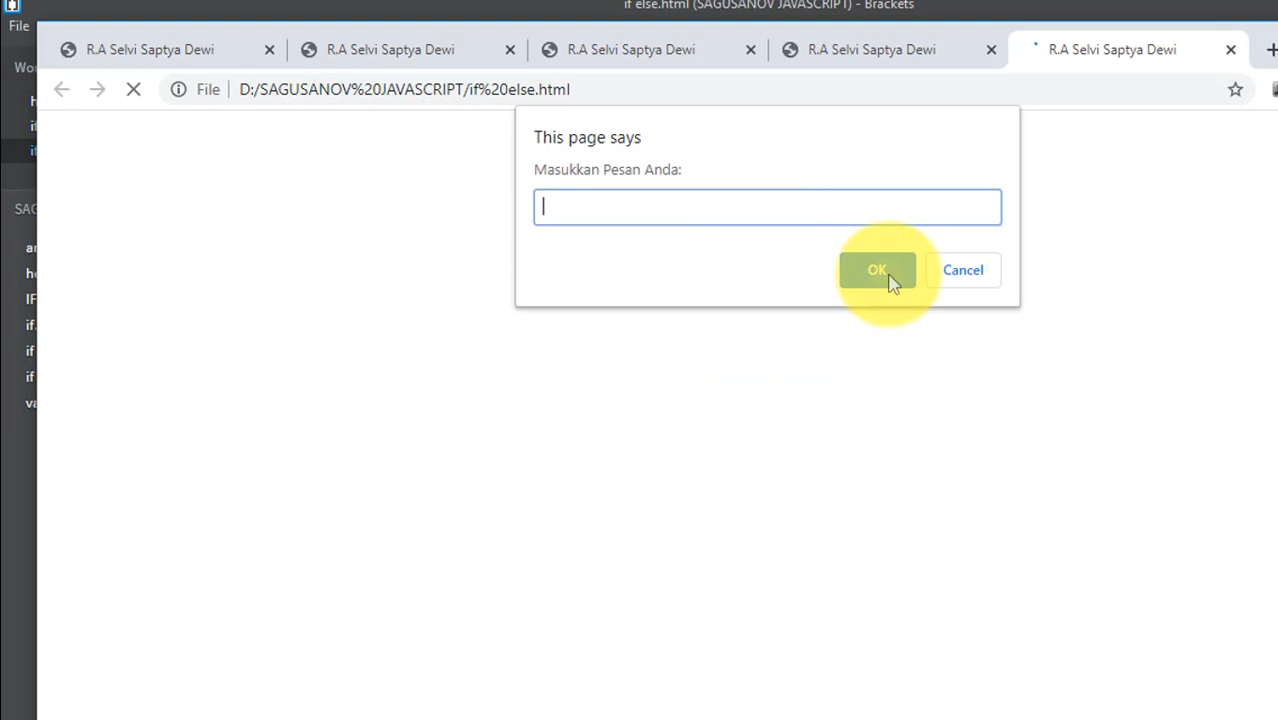 if else.html (SAGUSANOV JAVASCRIPT) - Brackets
File
R.A Selvi Saptya Dewi
R.A Selvi Saptya Dewi
R.A Selvi Saptya Dewi
R.A Selvi Saptya Dewi
R.A Selvi Saptya Dewi
File
D:/SAGUSANOV%20JAVASCRIPT/if%20else.html
This page says
Masukkan Pesan Anda:
OK
Cancel